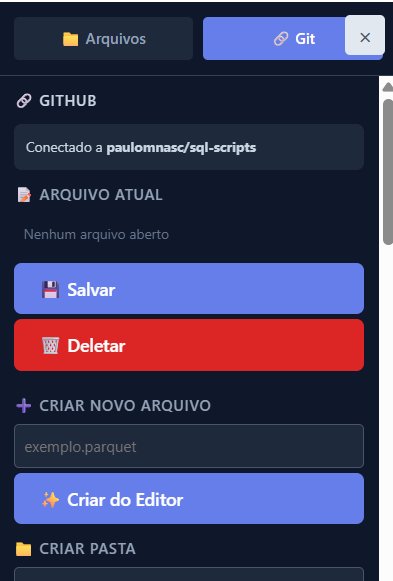 Arquivos
Git
×
GITHUB
Conectado a paulomnasc/sql-scripts
ARQUIVO ATUAL
Nenhum arquivo aberto
Salvar
Deletar
CRIAR NOVO ARQUIVO
exemplo.parquet
Criar do Editor
CRIAR PASTA